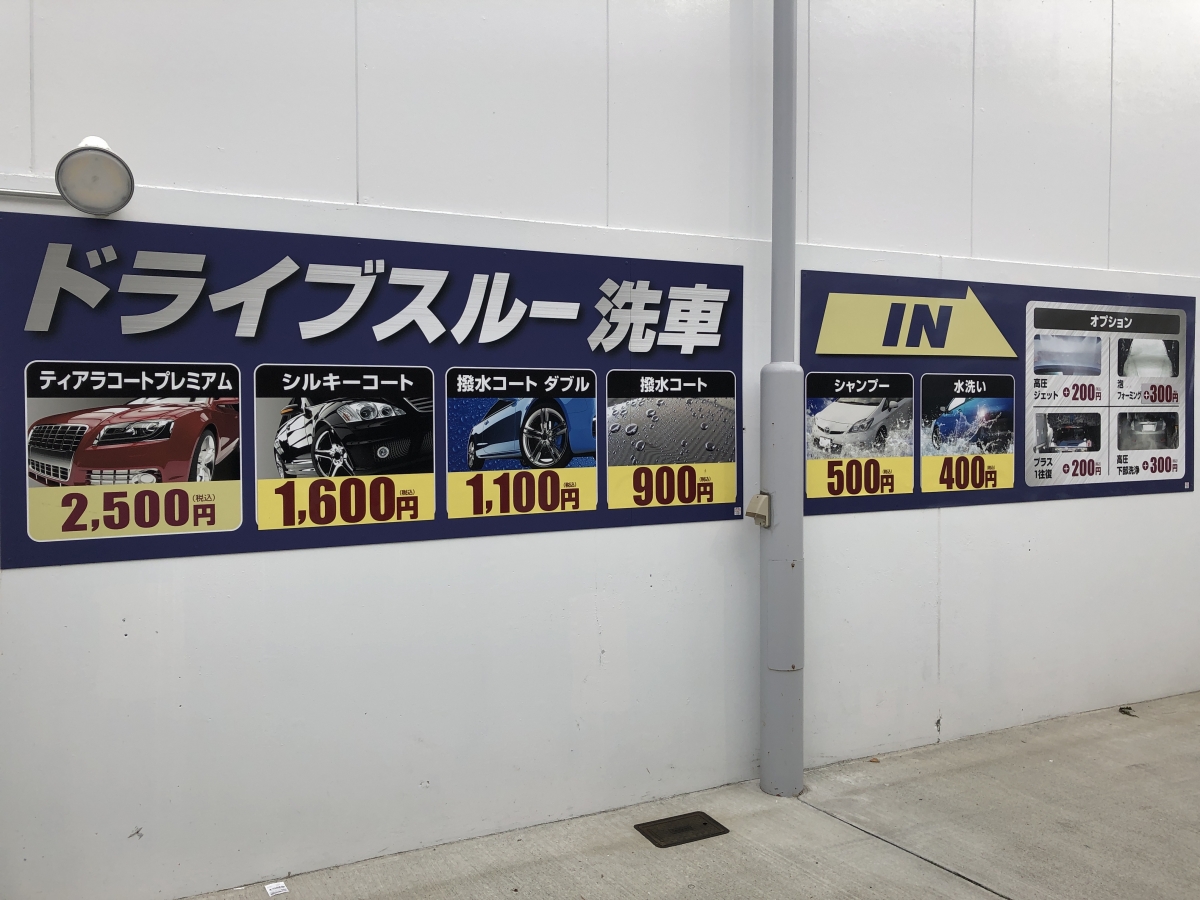 ドライブスルー洗車
ティアラコートプレミアム
2,500円(税込)
シルキーコート
1,600円(税込)
撥水コート ダブル
1,100円(税込)
撥水コート
900円(税込)
IN
シャンプー
500円(税込)
水洗い
400円(税込)
オプション
高圧
ジェット +200円
泡
フォーミング +300円
プラス
1往復 +200円
高圧
下部洗浄 +300円